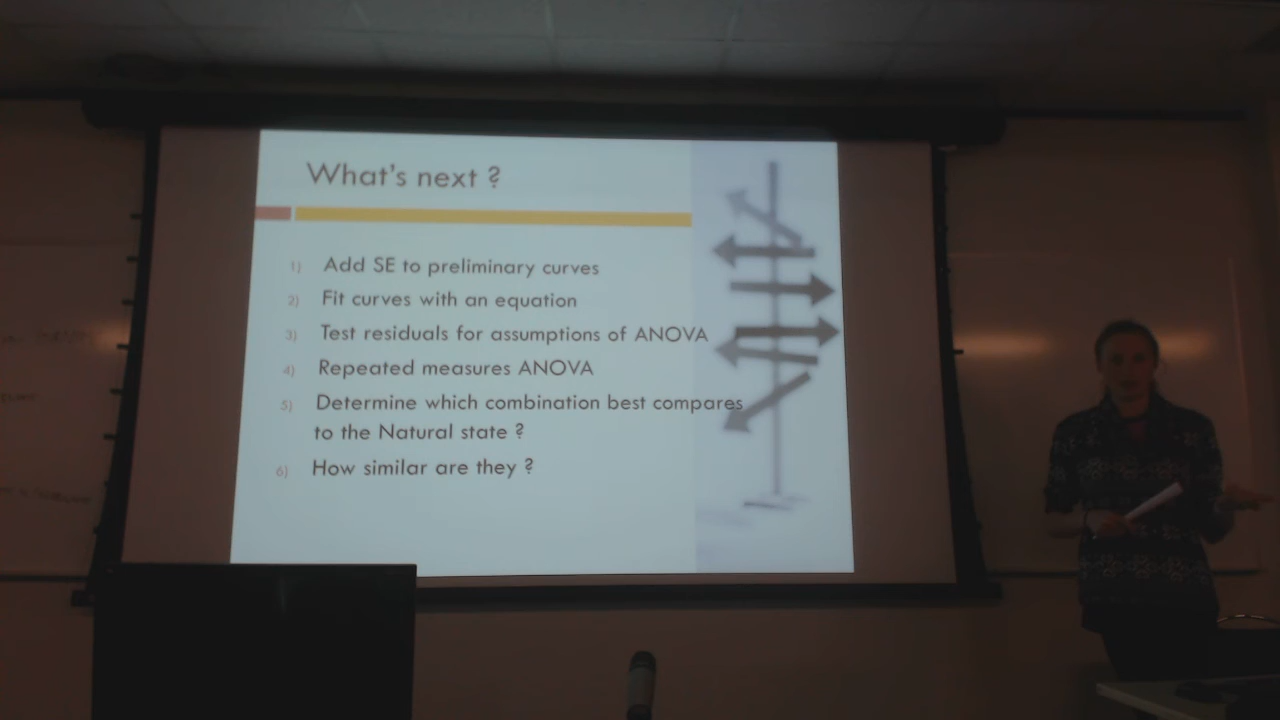 What's next ?
1) Add SE to preliminary curves
2) Fit curves with an equation
3) Test residuals for assumptions of ANOVA
4) Repeated measures ANOVA
5) Determine which combination best compares
to the Natural state ?
6) How similar are they ?